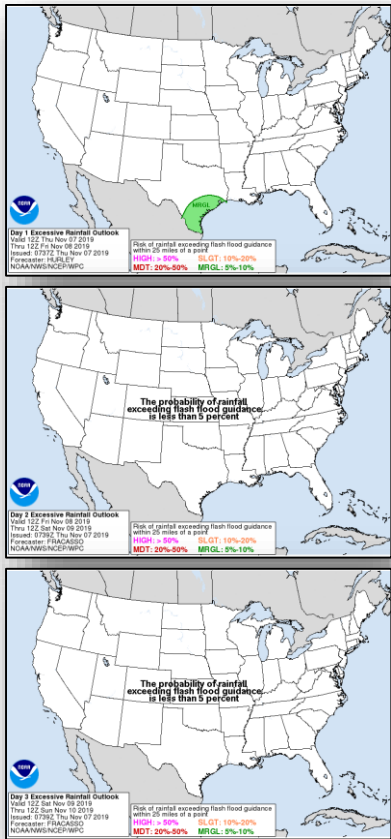 MRGL
NOAA
Day 1 Excessive Rainfall Outlook
Valid 12Z Thu Nov 07 2019
Thru 12Z Fri Nov 08 2019
Issued: 0737Z Thu Nov 07 2019
Forecaster: HURLEY
NOAA/NWS/NCEP/WPC
Risk of rainfall exceeding flash flood guidance
within 25 miles of a point
HIGH: > 50% SLGT: 10%-20%
MDT: 20%-50% MRGL: 5%-10%
The probability of rainfall
exceeding flash flood guidance
is less than 5 percent
NOAA
Day 2 Excessive Rainfall Outlook
Valid 12Z Fri Nov 08 2019
Thru 12Z Sat Nov 09 2019
Issued: 0739Z Thu Nov 07 2019
Forecaster: FRACASSO
NOAA/NWS/NCEP/WPC
Risk of rainfall exceeding flash flood guidance
within 25 miles of a point
HIGH: > 50% SLGT: 10%-20%
MDT: 20%-50% MRGL: 5%-10%
The probability of rainfall
exceeding flash flood guidance
is less than 5 percent
NOAA
Day 3 Excessive Rainfall Outlook
Valid 12Z Sat Nov 09 2019
Thru 12Z Sun Nov 10 2019
Issued: 0739Z Thu Nov 07 2019
Forecaster: FRACASSO
NOAA/NWS/NCEP/WPC
Risk of rainfall exceeding flash flood guidance
within 25 miles of a point
HIGH: > 50% SLGT: 10%-20%
MDT: 20%-50% MRGL: 5%-10%